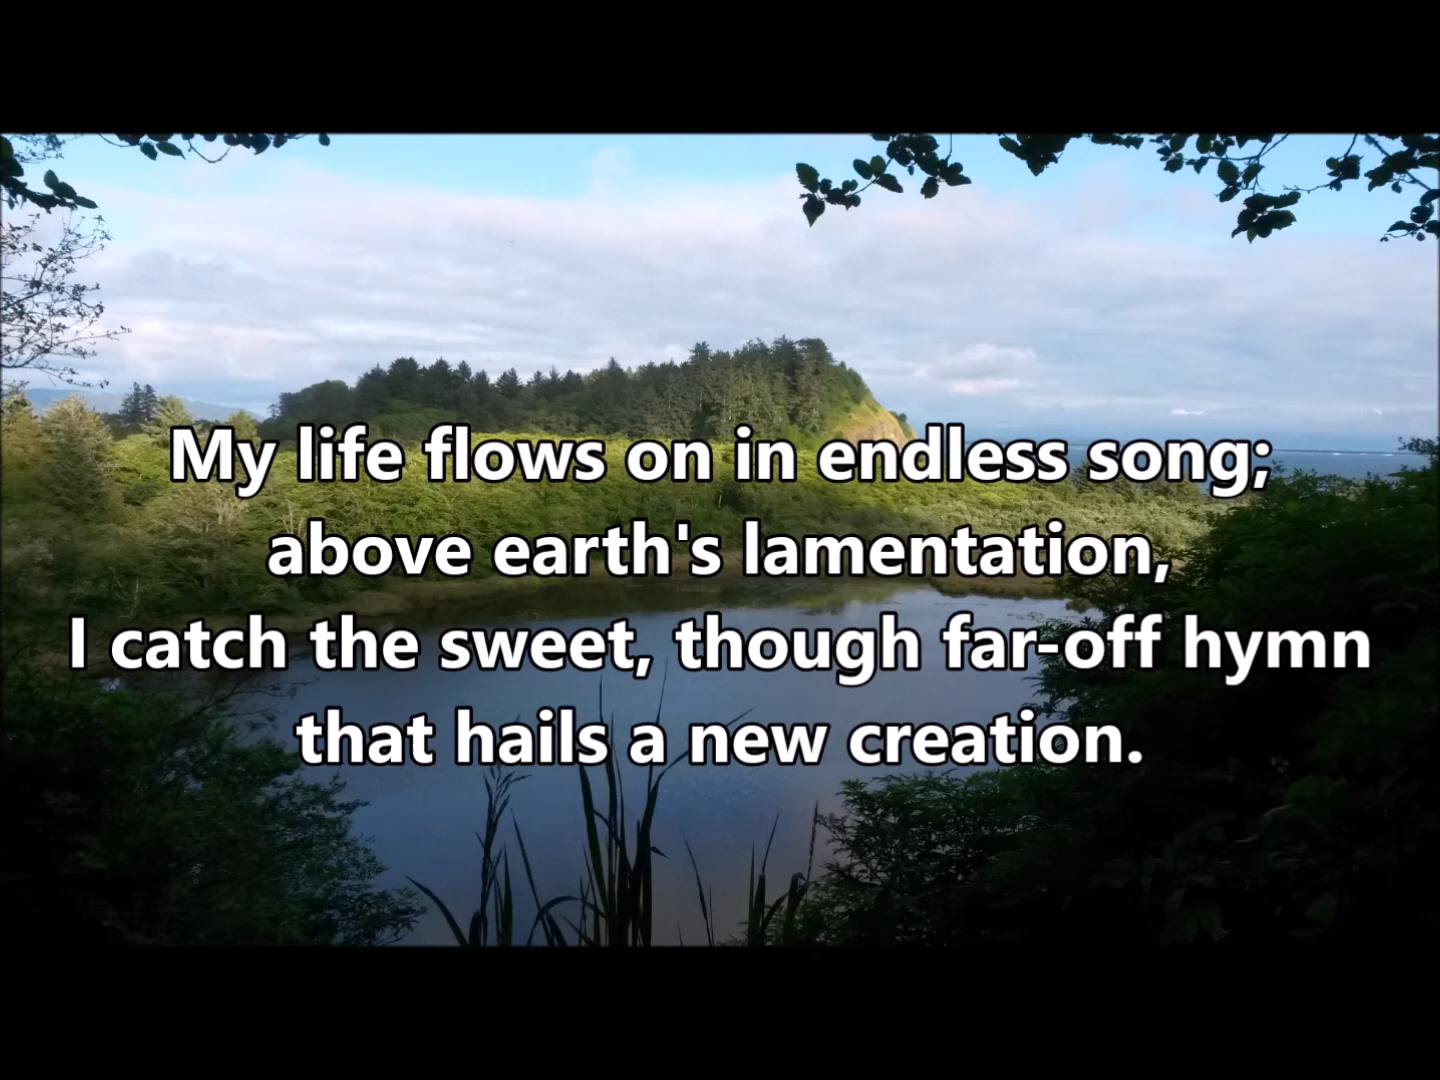 My life flows on in endless song;
above earth's lamentation,
I catch the sweet, though far-off hymn
that hails a new creation.